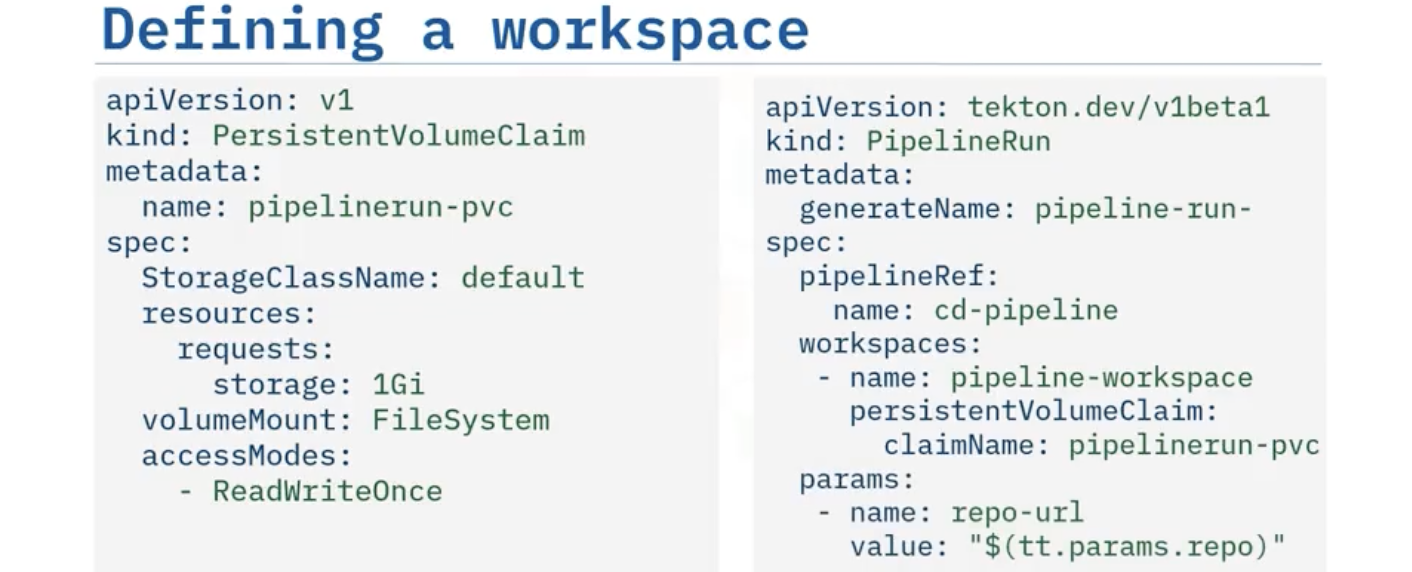 Defining a workspace
apiVersion: v1
kind: PersistentVolumeClaim
metadata:
  name: pipelinerun-pvc
spec:
  StorageClassName: default
  resources:
    requests:
      storage: 1Gi
  volumeMount: FileSystem
  accessModes:
    - ReadWriteOnce
apiVersion: tekton.dev/v1beta1
kind: PipelineRun
metadata:
  generateName: pipeline-run-
spec:
  pipelineRef:
    name: cd-pipeline
  workspaces:
   - name: pipeline-workspace
     persistentVolumeClaim:
       claimName: pipelinerun-pvc
  params:
   - name: repo-url
     value: "$(tt.params.repo)"